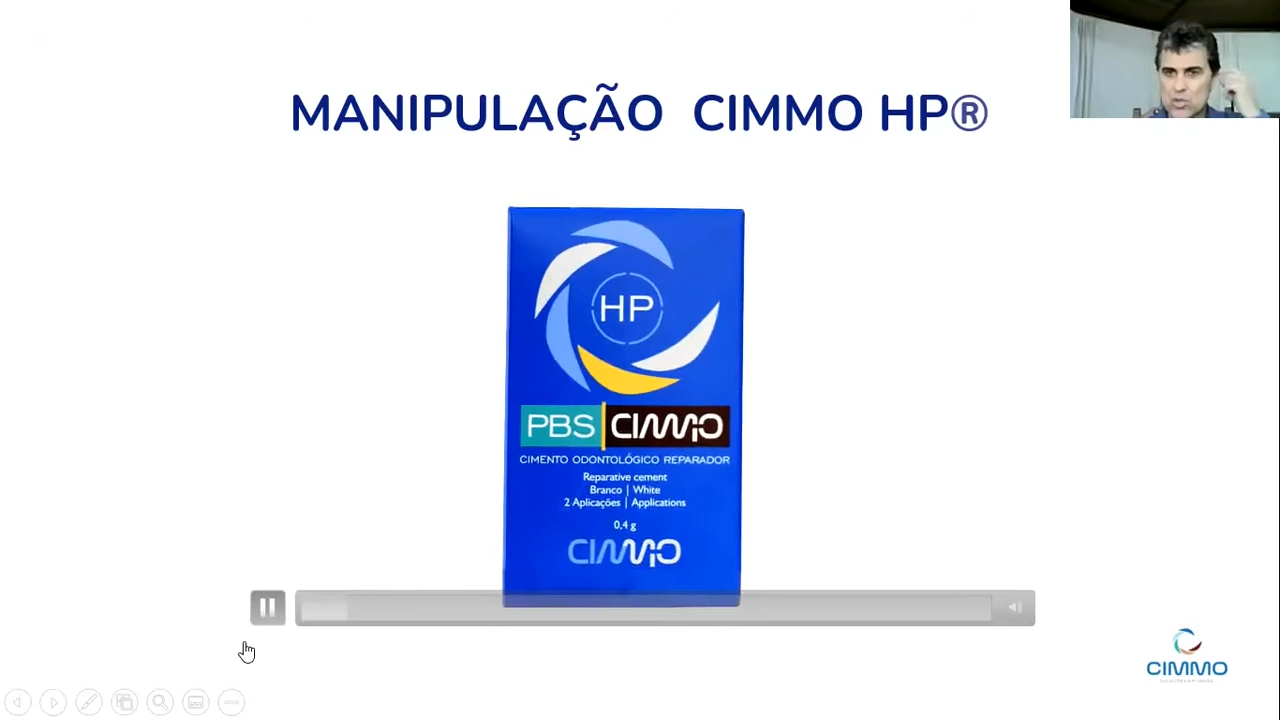 MANIPULAÇÃO CIMMO HP®
HP
PBS CIMMO
CIMENTO ODONTOLÓGICO REPARADOR
Reparative cement
Branco | White
2 Aplicações | Applications
0,4 g
CIMMO
CIMMO